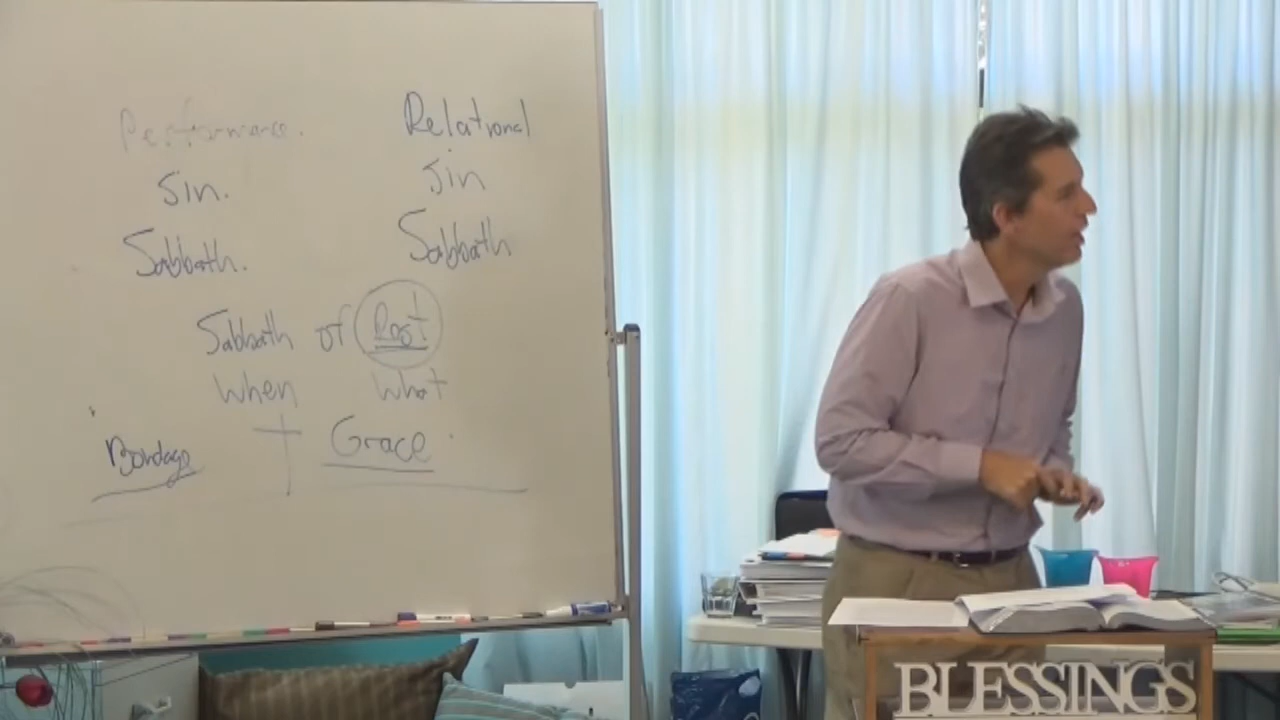 Performance. Relational
Sin. Sin
Sabbath. Sabbath
Sabbath of Rest
When What
Bondage Grace
BLESSINGS